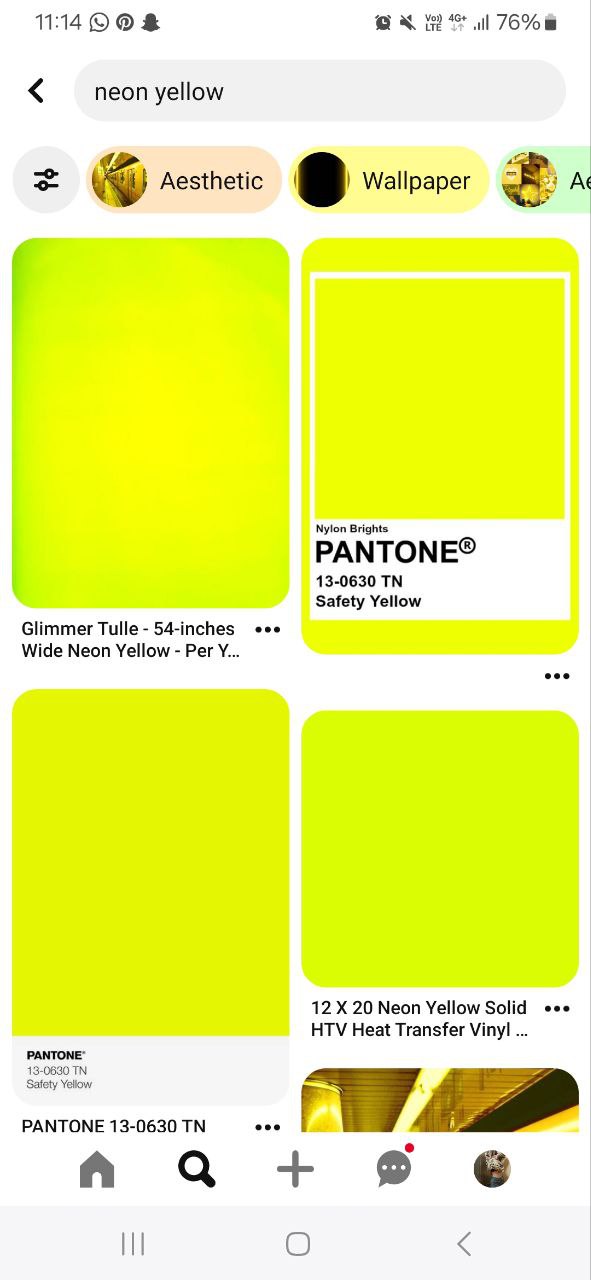 11:14
Vo)) LTE 4G+ 76%
neon yellow
Aesthetic
Wallpaper
Ae
Glimmer Tulle - 54-inches
Wide Neon Yellow - Per Y...
Nylon Brights
PANTONE®
13-0630 TN
Safety Yellow
PANTONE®
13-0630 TN
Safety Yellow
PANTONE 13-0630 TN
12 X 20 Neon Yellow Solid
HTV Heat Transfer Vinyl ...